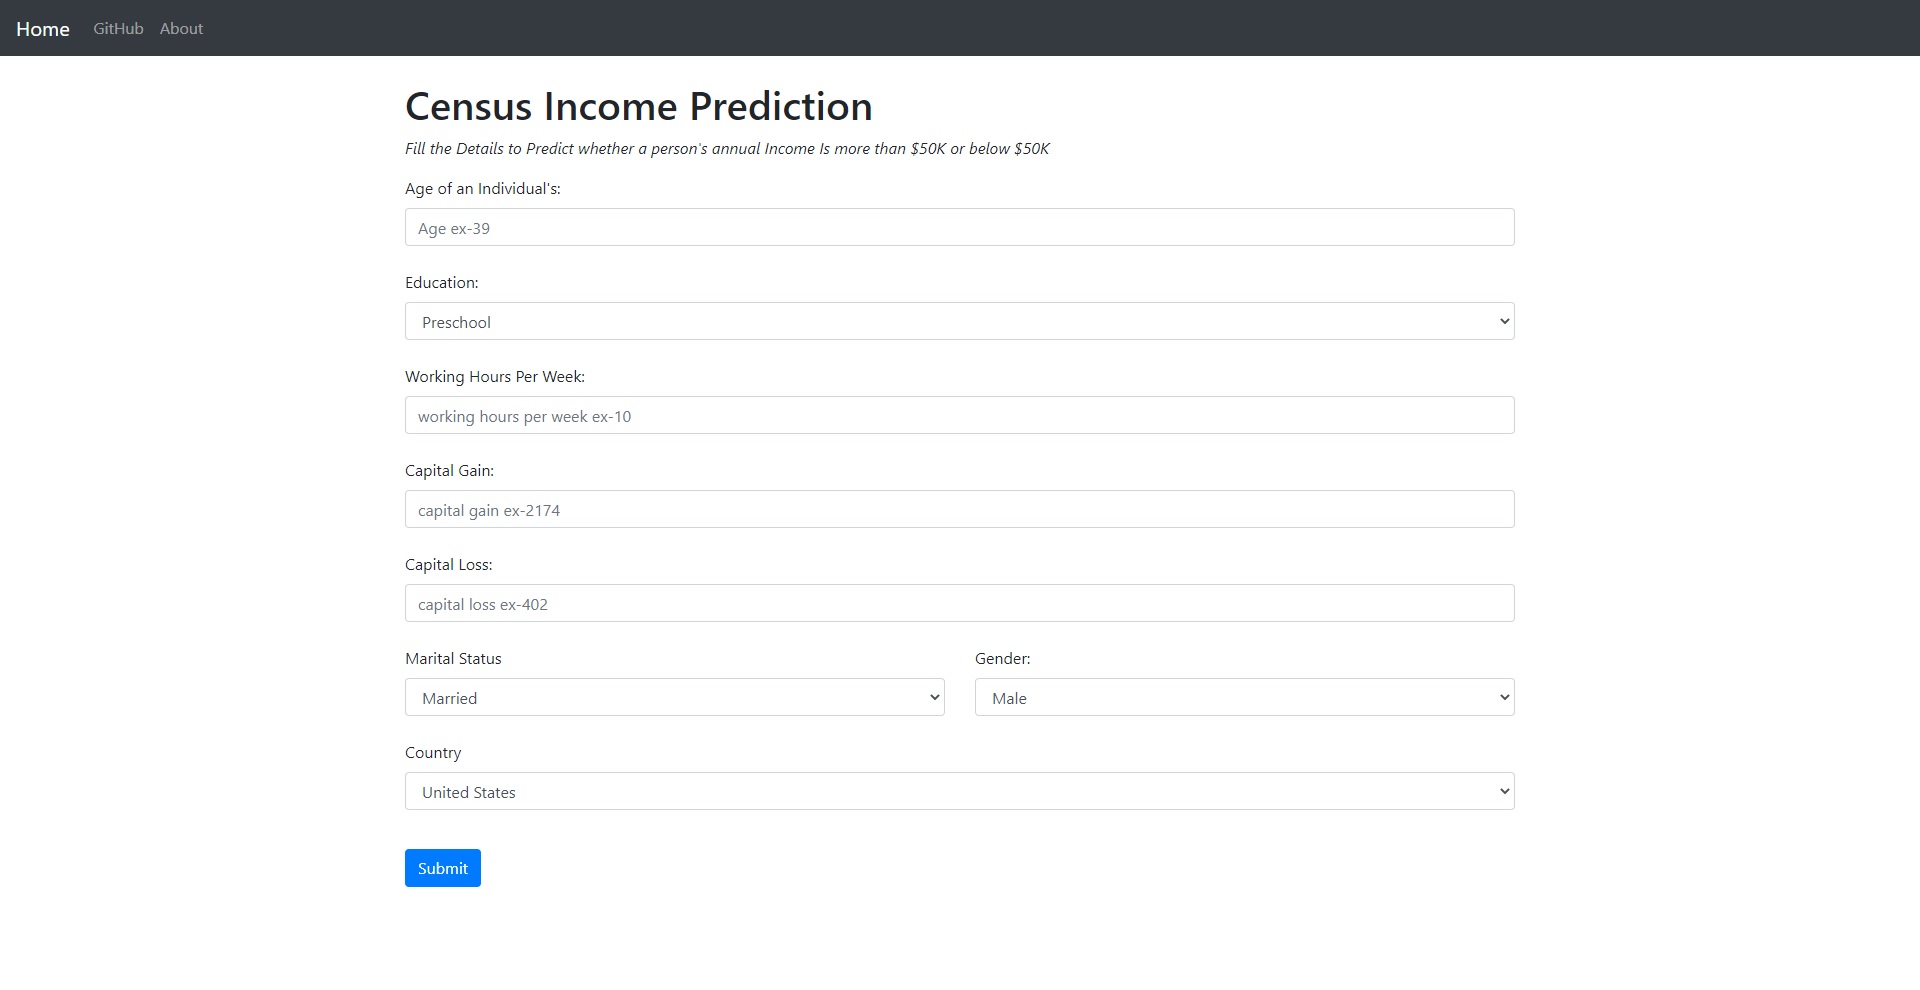 Home GitHub About
Census Income Prediction
Fill the Details to Predict whether a person's annual Income Is more than $50K or below $50K
Age of an Individual's:
Age ex-39
Education:
Preschool
Working Hours Per Week:
working hours per week ex-10
Capital Gain:
capital gain ex-2174
Capital Loss:
capital loss ex-402
Marital Status Gender:
Married Male
Country
United States
Submit